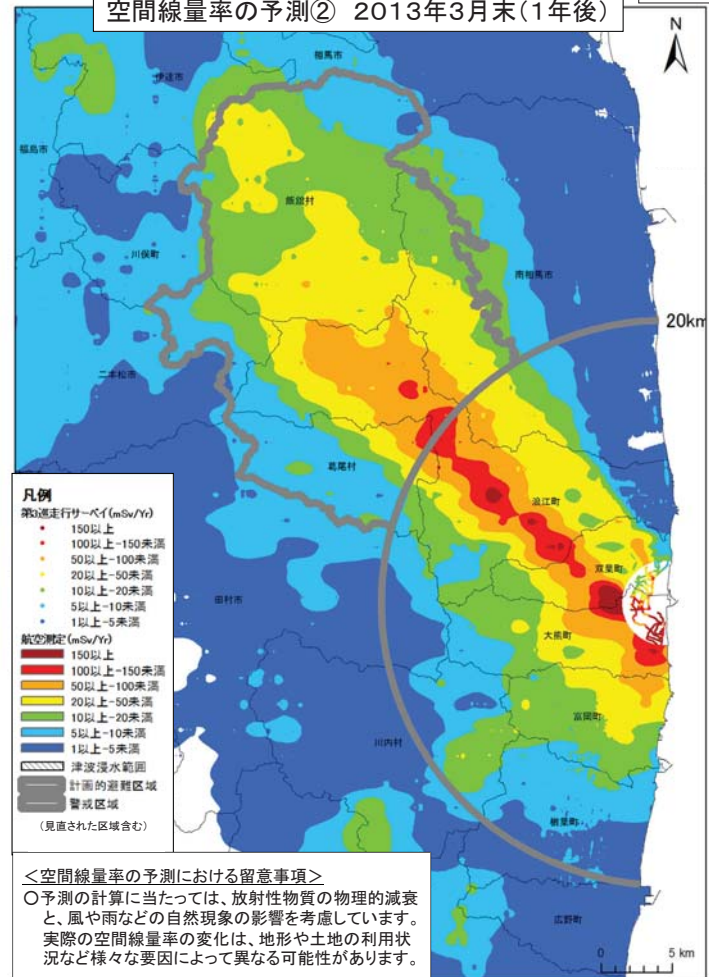 空間線量率の予測② 2013年3月末(1年後)
N
相馬市
伊達市
福島市
飯舘村
川俣町
南相馬市
20km
二本松市
葛尾村
浪江町
双葉町
田村市
大熊町
富岡町
川内村
楢葉町
広野町
凡例
第3巡走行サーベイ(mSv/Yr)
150以上
100以上-150未満
50以上-100未満
20以上-50未満
10以上-20未満
5以上-10未満
1以上-5未満
航空測定(mSv/Yr)
150以上
100以上-150未満
50以上-100未満
20以上-50未満
10以上-20未満
5以上-10未満
1以上-5未満
津波浸水範囲
計画的避難区域
警戒区域
(見直された区域含む)
<空間線量率の予測における留意事項>
○予測の計算に当たっては、放射性物質の物理的減衰
と、風や雨などの自然現象の影響を考慮しています。
実際の空間線量率の変化は、地形や土地の利用状
況など様々な要因によって異なる可能性があります。
0 5 km